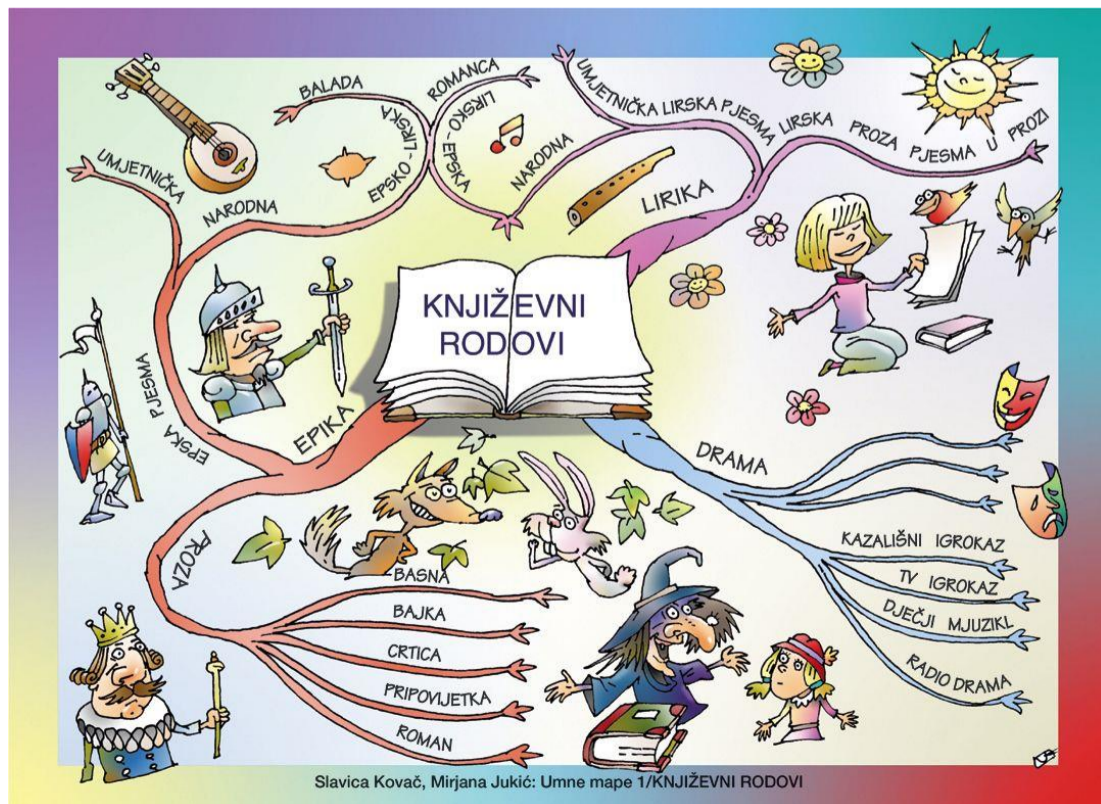 KNJIŽEVNI
RODOVI
LIRIKA
NARODNA
UMJETNIČKA LIRSKA PJESMA
LIRSKA PROZA
PJESMA U PROZI
DRAMA
KAZALIŠNI IGROKAZ
TV IGROKAZ
DJEČJI MJUZIKL
RADIO DRAMA
EPIKA
EPSKA PJESMA
UMJETNIČKA
NARODNA
EPSKO-LIRSKA
BALADA
ROMANCA
LIRSKO-EPSKA
PROZA
BASNA
BAJKA
CRTICA
PRIPOVIJETKA
ROMAN
Slavica Kovač, Mirjana Jukić: Umne mape 1/KNJIŽEVNI RODOVI